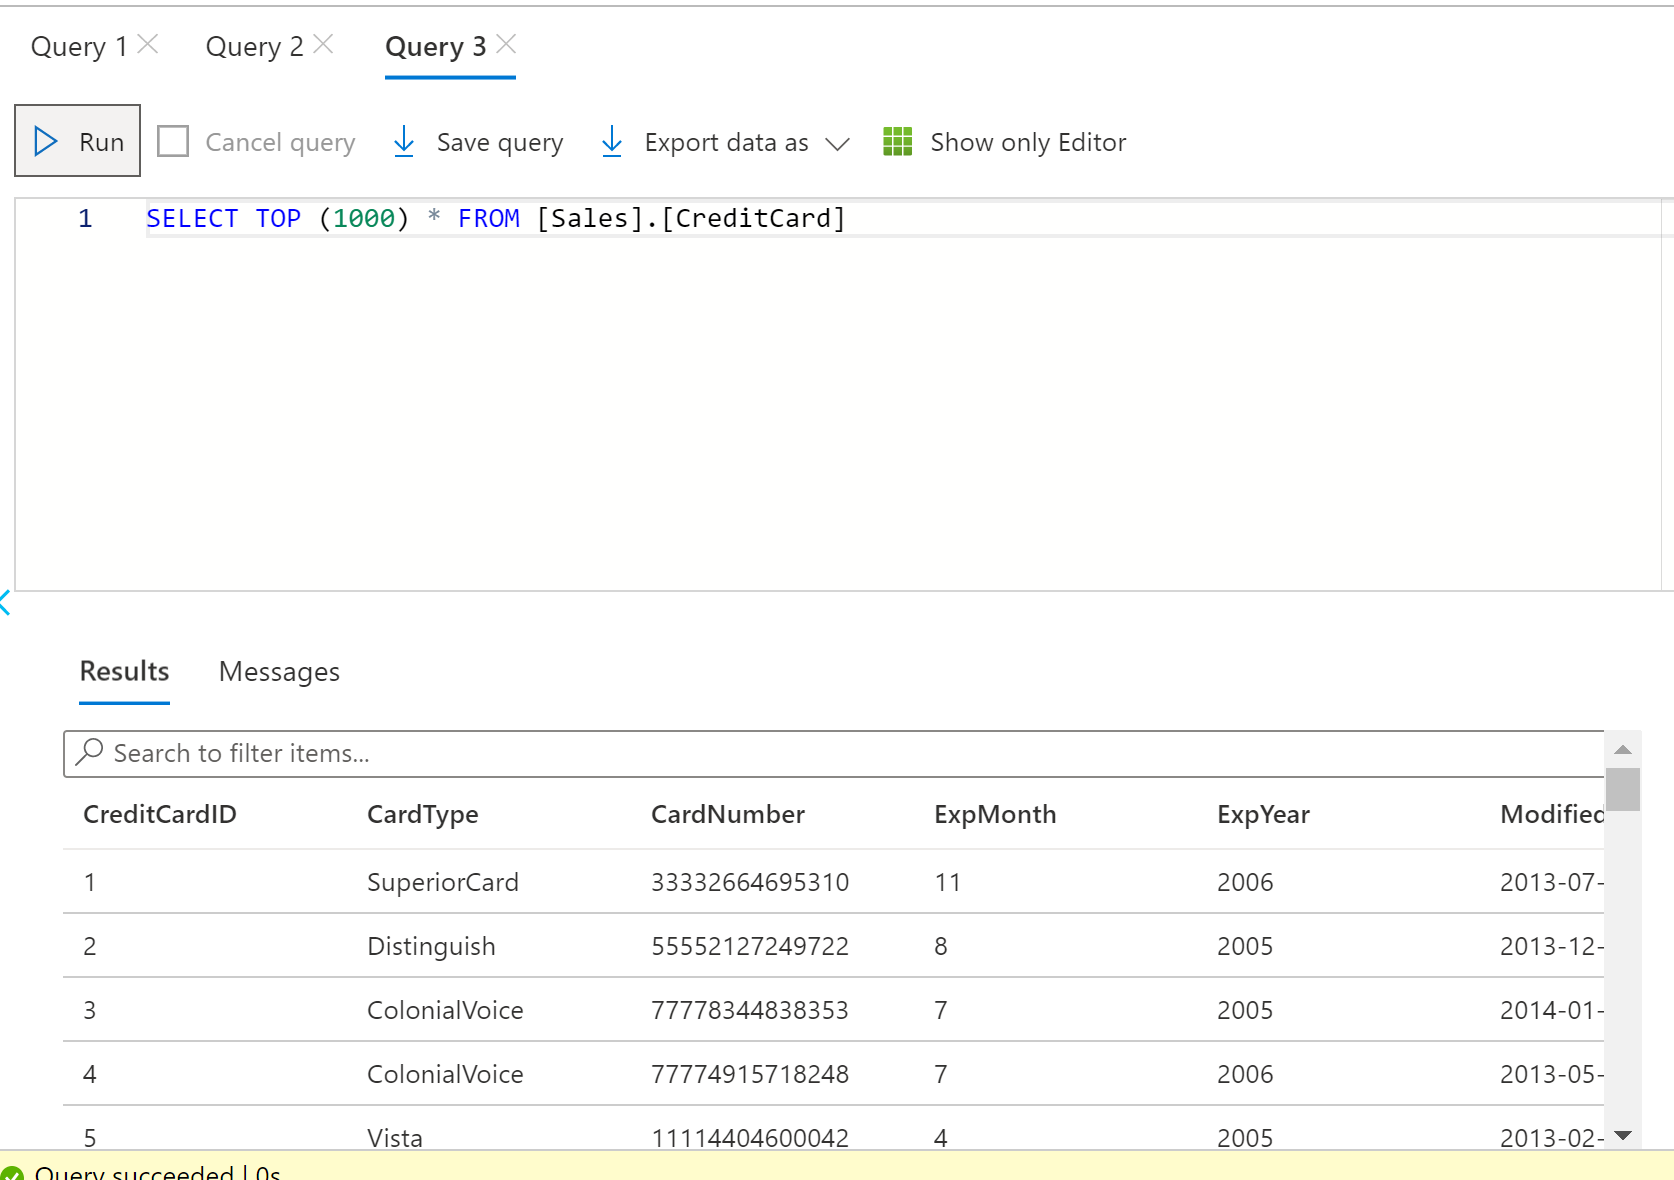 Query 1 Query 2 Query 3
Run Cancel query Save query Export data as Show only Editor
1 SELECT TOP (1000) * FROM [Sales].[CreditCard]
Results Messages
Search to filter items...
CreditCardID CardType CardNumber ExpMonth ExpYear Modified
1 SuperiorCard 33332664695310 11 2006 2013-07-
2 Distinguish 55552127249722 8 2005 2013-12-
3 ColonialVoice 77778344838353 7 2005 2014-01-
4 ColonialVoice 77774915718248 7 2006 2013-05-
5 Vista 11114404600042 4 2005 2013-02-
Query succeeded | 0s